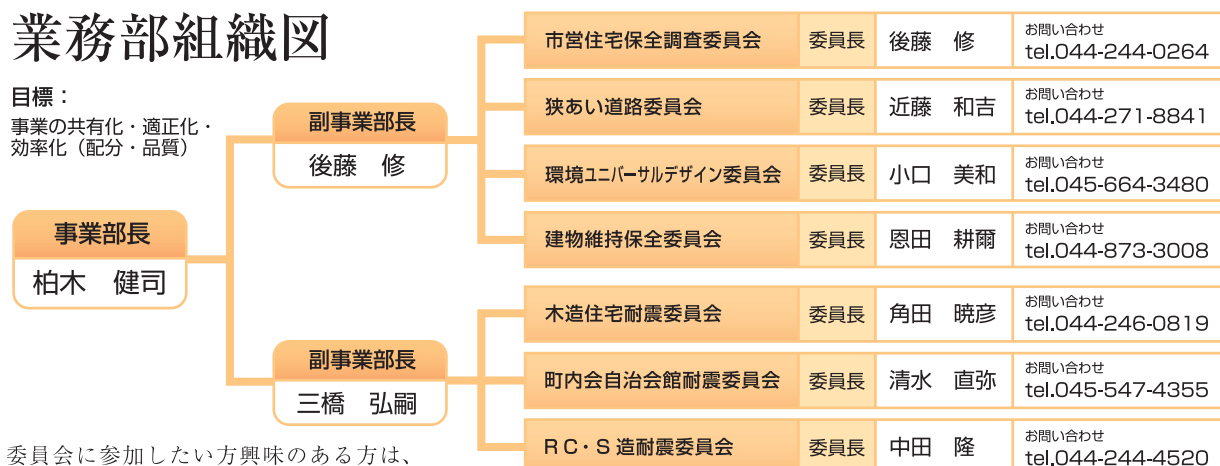 業務部組織図
目標：
事業の共有化・適正化・
効率化（配分・品質）
事業部長
柏木　健司
副事業部長
後藤　修
市営住宅保全調査委員会　委員長　後藤　修　お問い合わせ
tel.044-244-0264
狭あい道路委員会　委員長　近藤　和吉　お問い合わせ
tel.044-271-8841
環境ユニバーサルデザイン委員会　委員長　小口　美和　お問い合わせ
tel.045-664-3480
建物維持保全委員会　委員長　恩田　耕爾　お問い合わせ
tel.044-873-3008
副事業部長
三橋　弘嗣
木造住宅耐震委員会　委員長　角田　暁彦　お問い合わせ
tel.044-246-0819
町内会自治会館耐震委員会　委員長　清水　直弥　お問い合わせ
tel.045-547-4355
RC・S造耐震委員会　委員長　中田　隆　お問い合わせ
tel.044-244-4520
委員会に参加したい方興味のある方は、